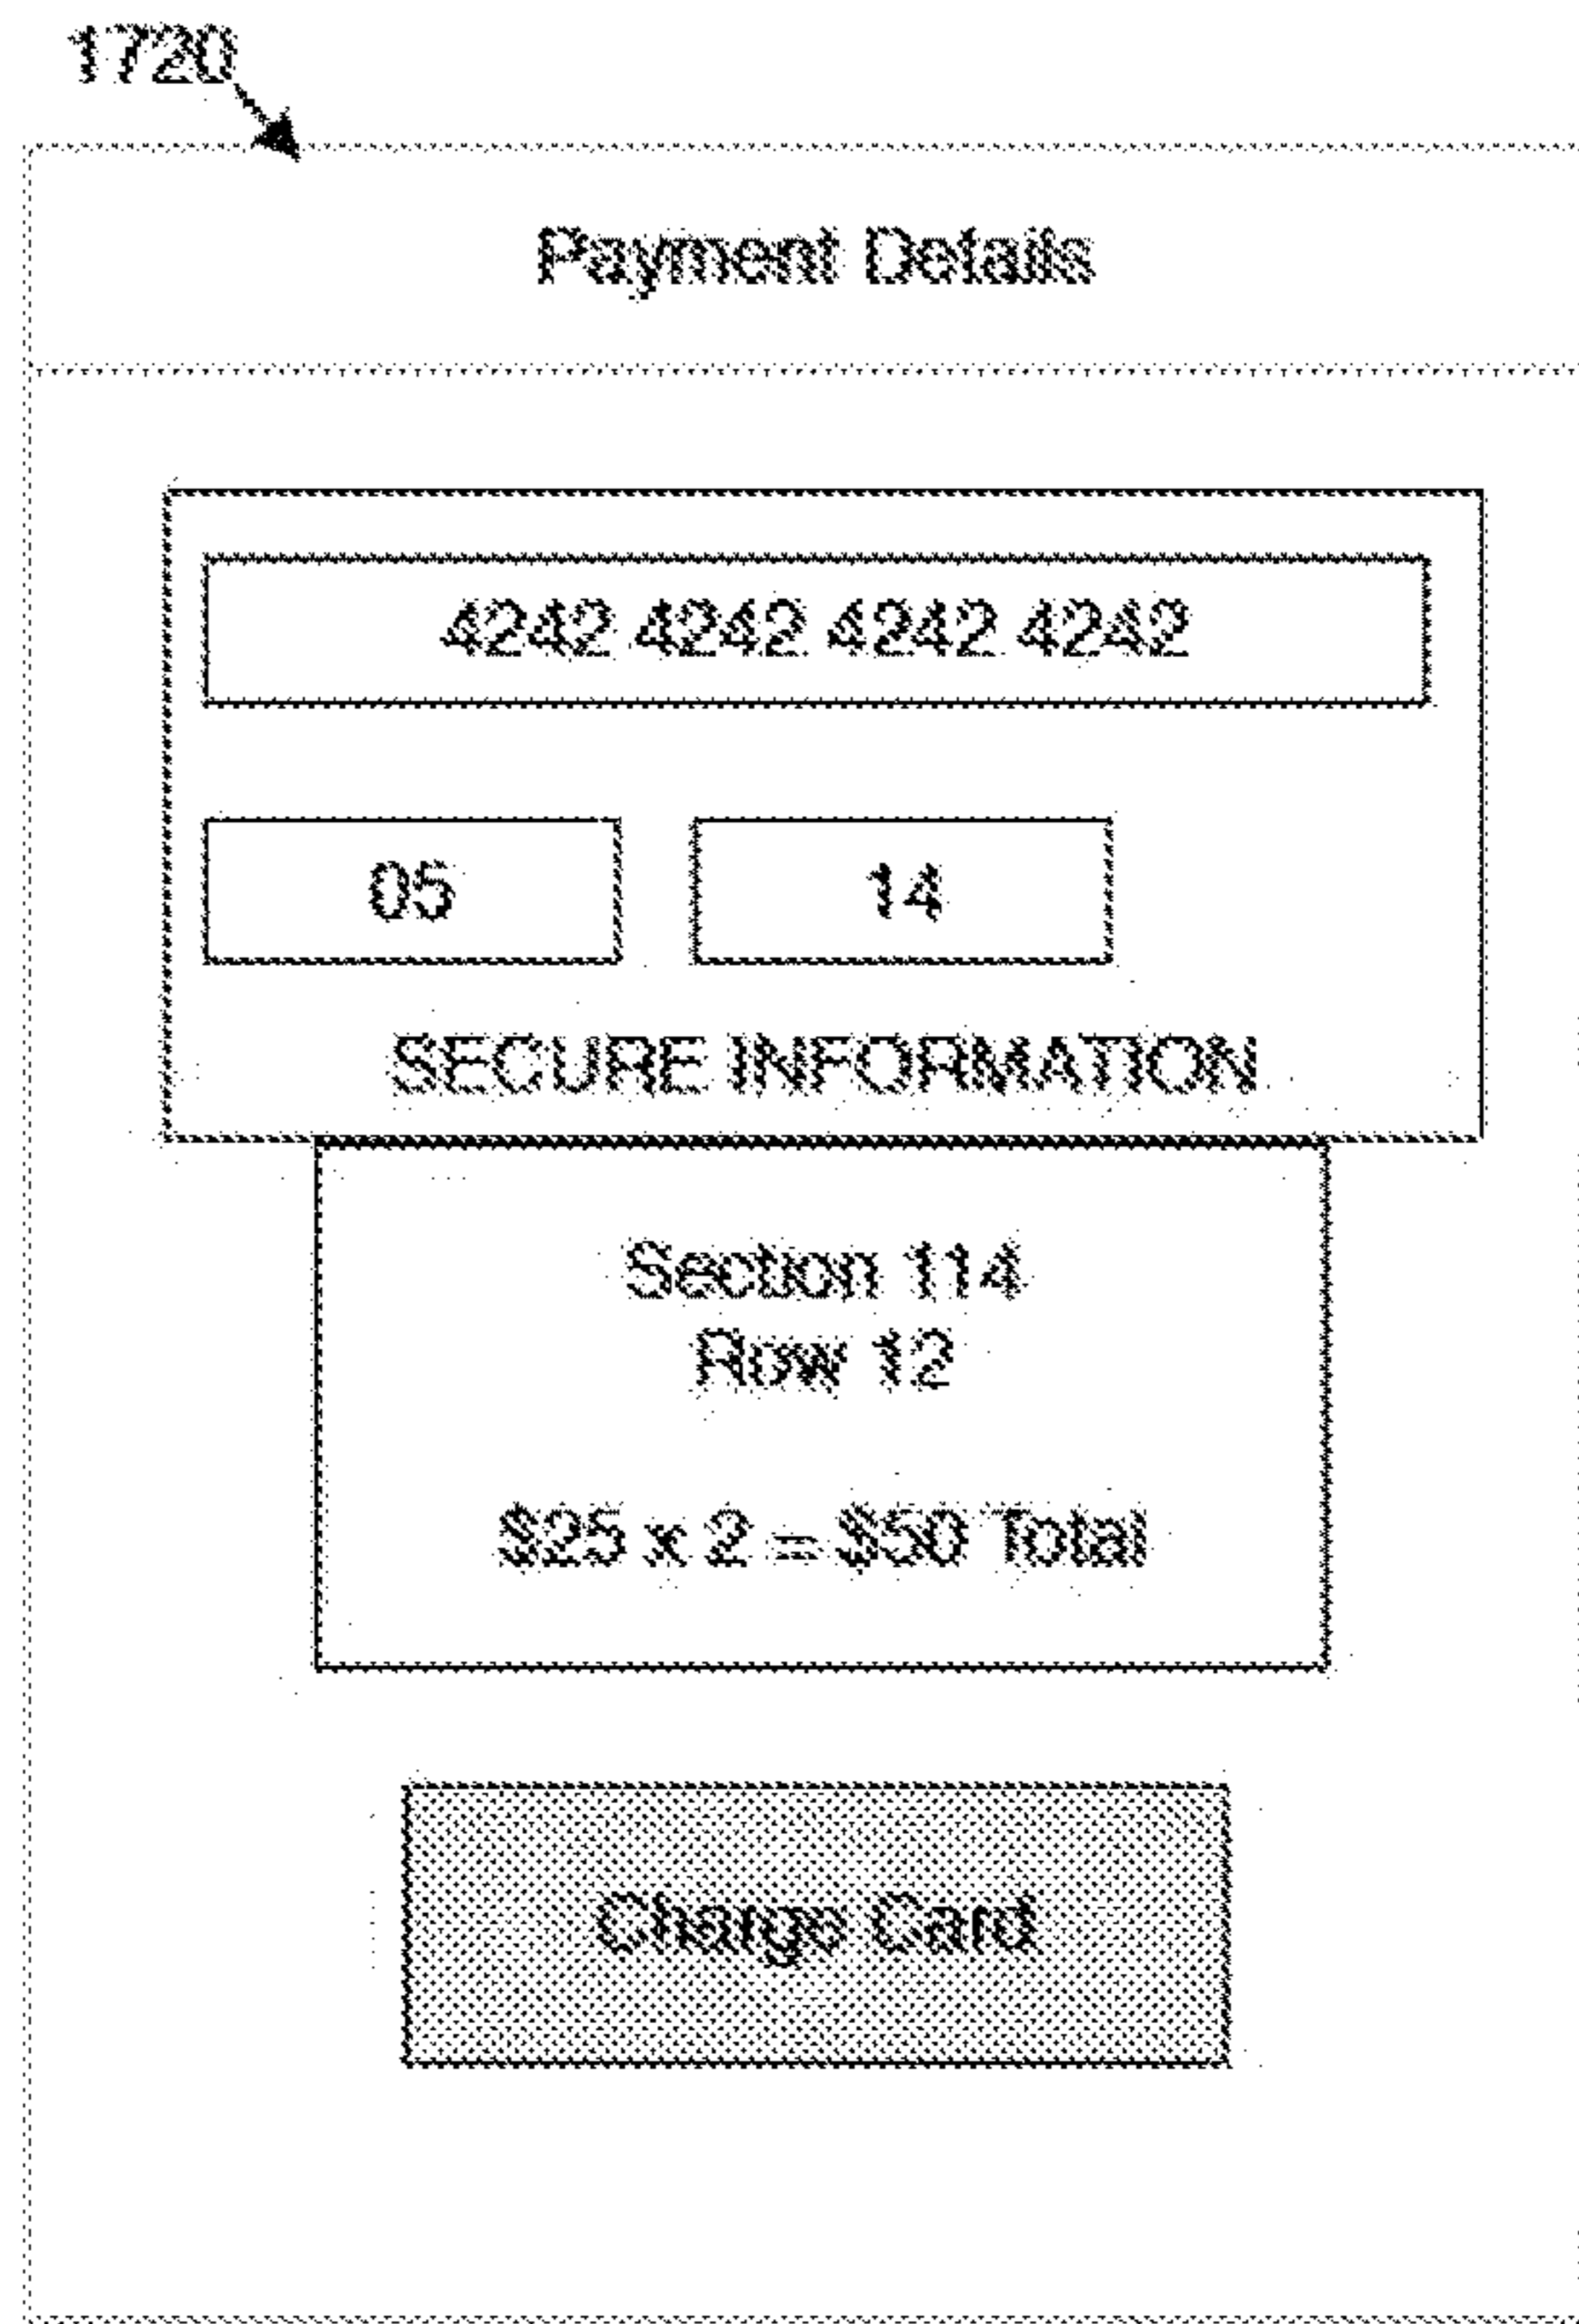 1720
Payment Details
4242 4242 4242 4242
05 14
SECURE INFORMATION
Section 114
Row 12
$25 x 2 = $50 Total
Charge Card